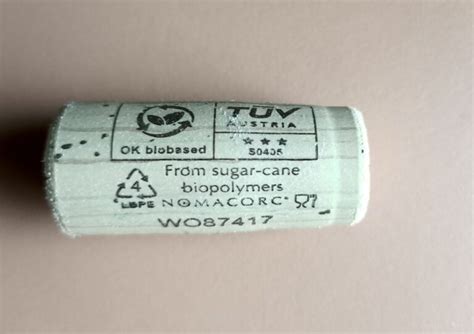 TÜV
AUSTRIA
★★★
OK biobased
S0405
From sugar-cane
biopolymers
4
LDPE
NOMACORC®
WO87417